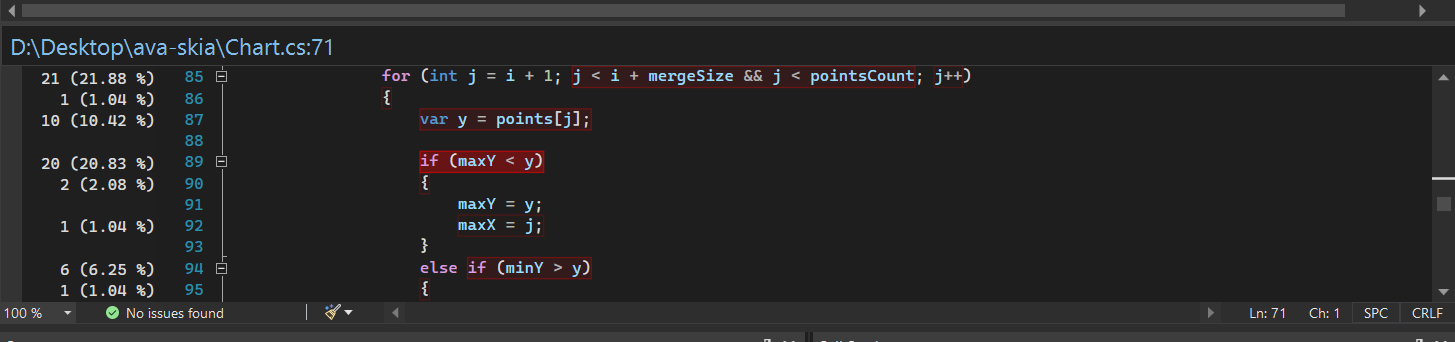 D:\Desktop\ava-skia\Chart.cs:71
21 (21.88 %) 85 for (int j = i + 1; j < i + mergeSize && j < pointsCount; j++)
1 (1.04 %) 86 {
10 (10.42 %) 87 var y = points[j];
88
20 (20.83 %) 89 if (maxY < y)
2 (2.08 %) 90 {
91 maxY = y;
1 (1.04 %) 92 maxX = j;
93 }
6 (6.25 %) 94 else if (minY > y)
1 (1.04 %) 95 {
100 % No issues found Ln: 71 Ch: 1 SPC CRLF